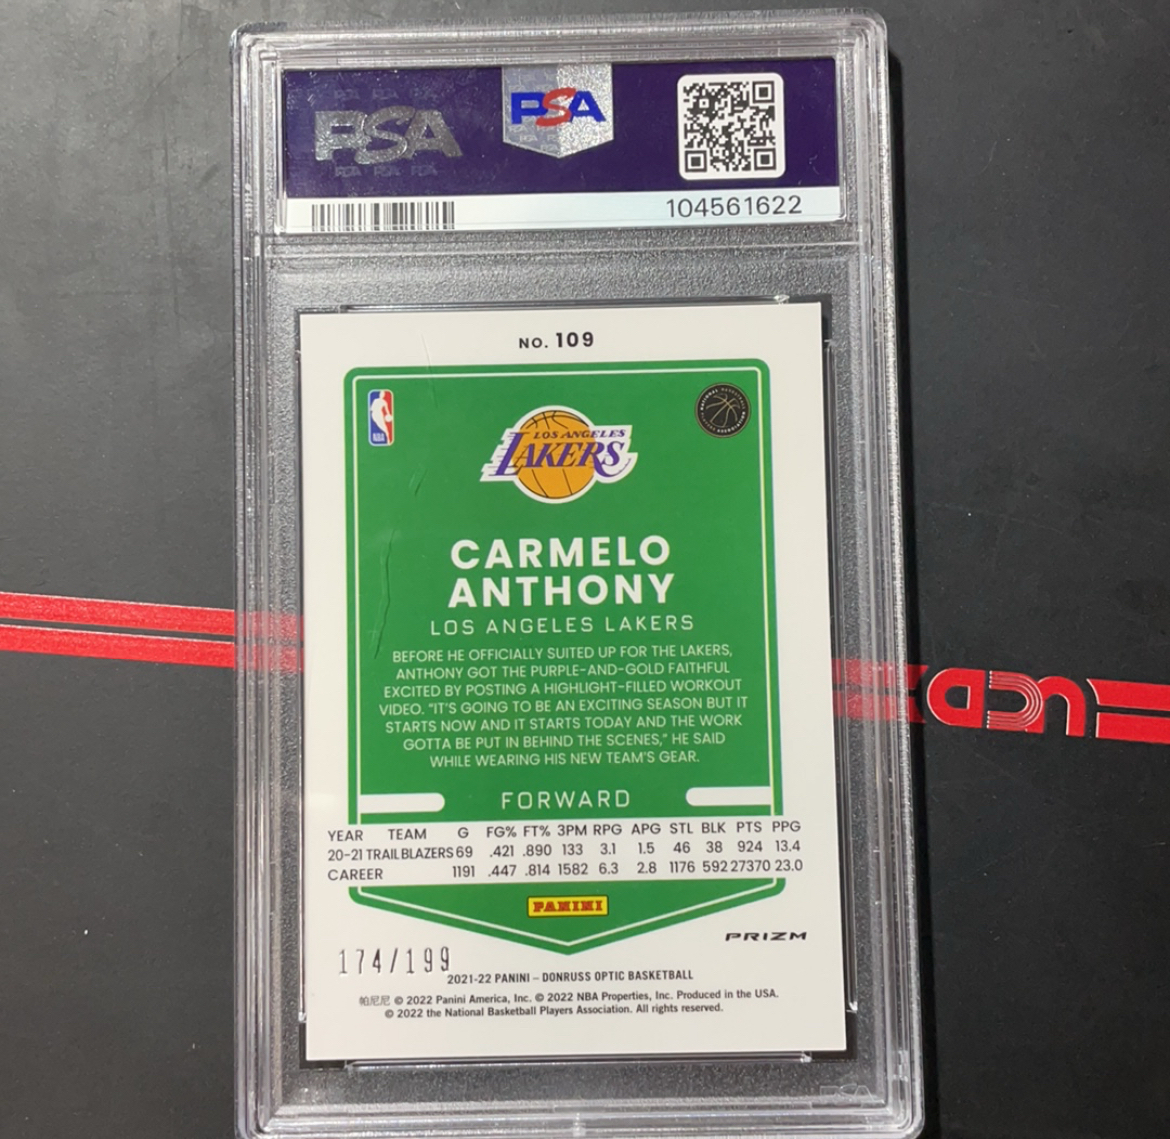 PSA
PSA
104561622
NO. 109
NBA
LOS ANGELES
LAKERS
CARMELO
ANTHONY
LOS ANGELES LAKERS
BEFORE HE OFFICIALLY SUITED UP FOR THE LAKERS,
ANTHONY GOT THE PURPLE-AND-GOLD FAITHFUL
EXCITED BY POSTING A HIGHLIGHT-FILLED WORKOUT
VIDEO. "IT'S GOING TO BE AN EXCITING SEASON BUT IT
STARTS NOW AND IT STARTS TODAY AND THE WORK
GOTTA BE PUT IN BEHIND THE SCENES," HE SAID
WHILE WEARING HIS NEW TEAM'S GEAR.
FORWARD
YEAR TEAM G FG% FT% 3PM RPG APG STL BLK PTS PPG
20-21 TRAIL BLAZERS 69 .421 .890 133 3.1 1.5 46 38 924 13.4
CAREER 1191 .447 .814 1582 6.3 2.8 1176 592 27370 23.0
PANINI
PRIZM
174/199
2021-22 PANINI – DONRUSS OPTIC BASKETBALL
帕尼尼 © 2022 Panini America, Inc. © 2022 NBA Properties, Inc. Produced in the USA.
© 2022 the National Basketball Players Association. All rights reserved.
PSA